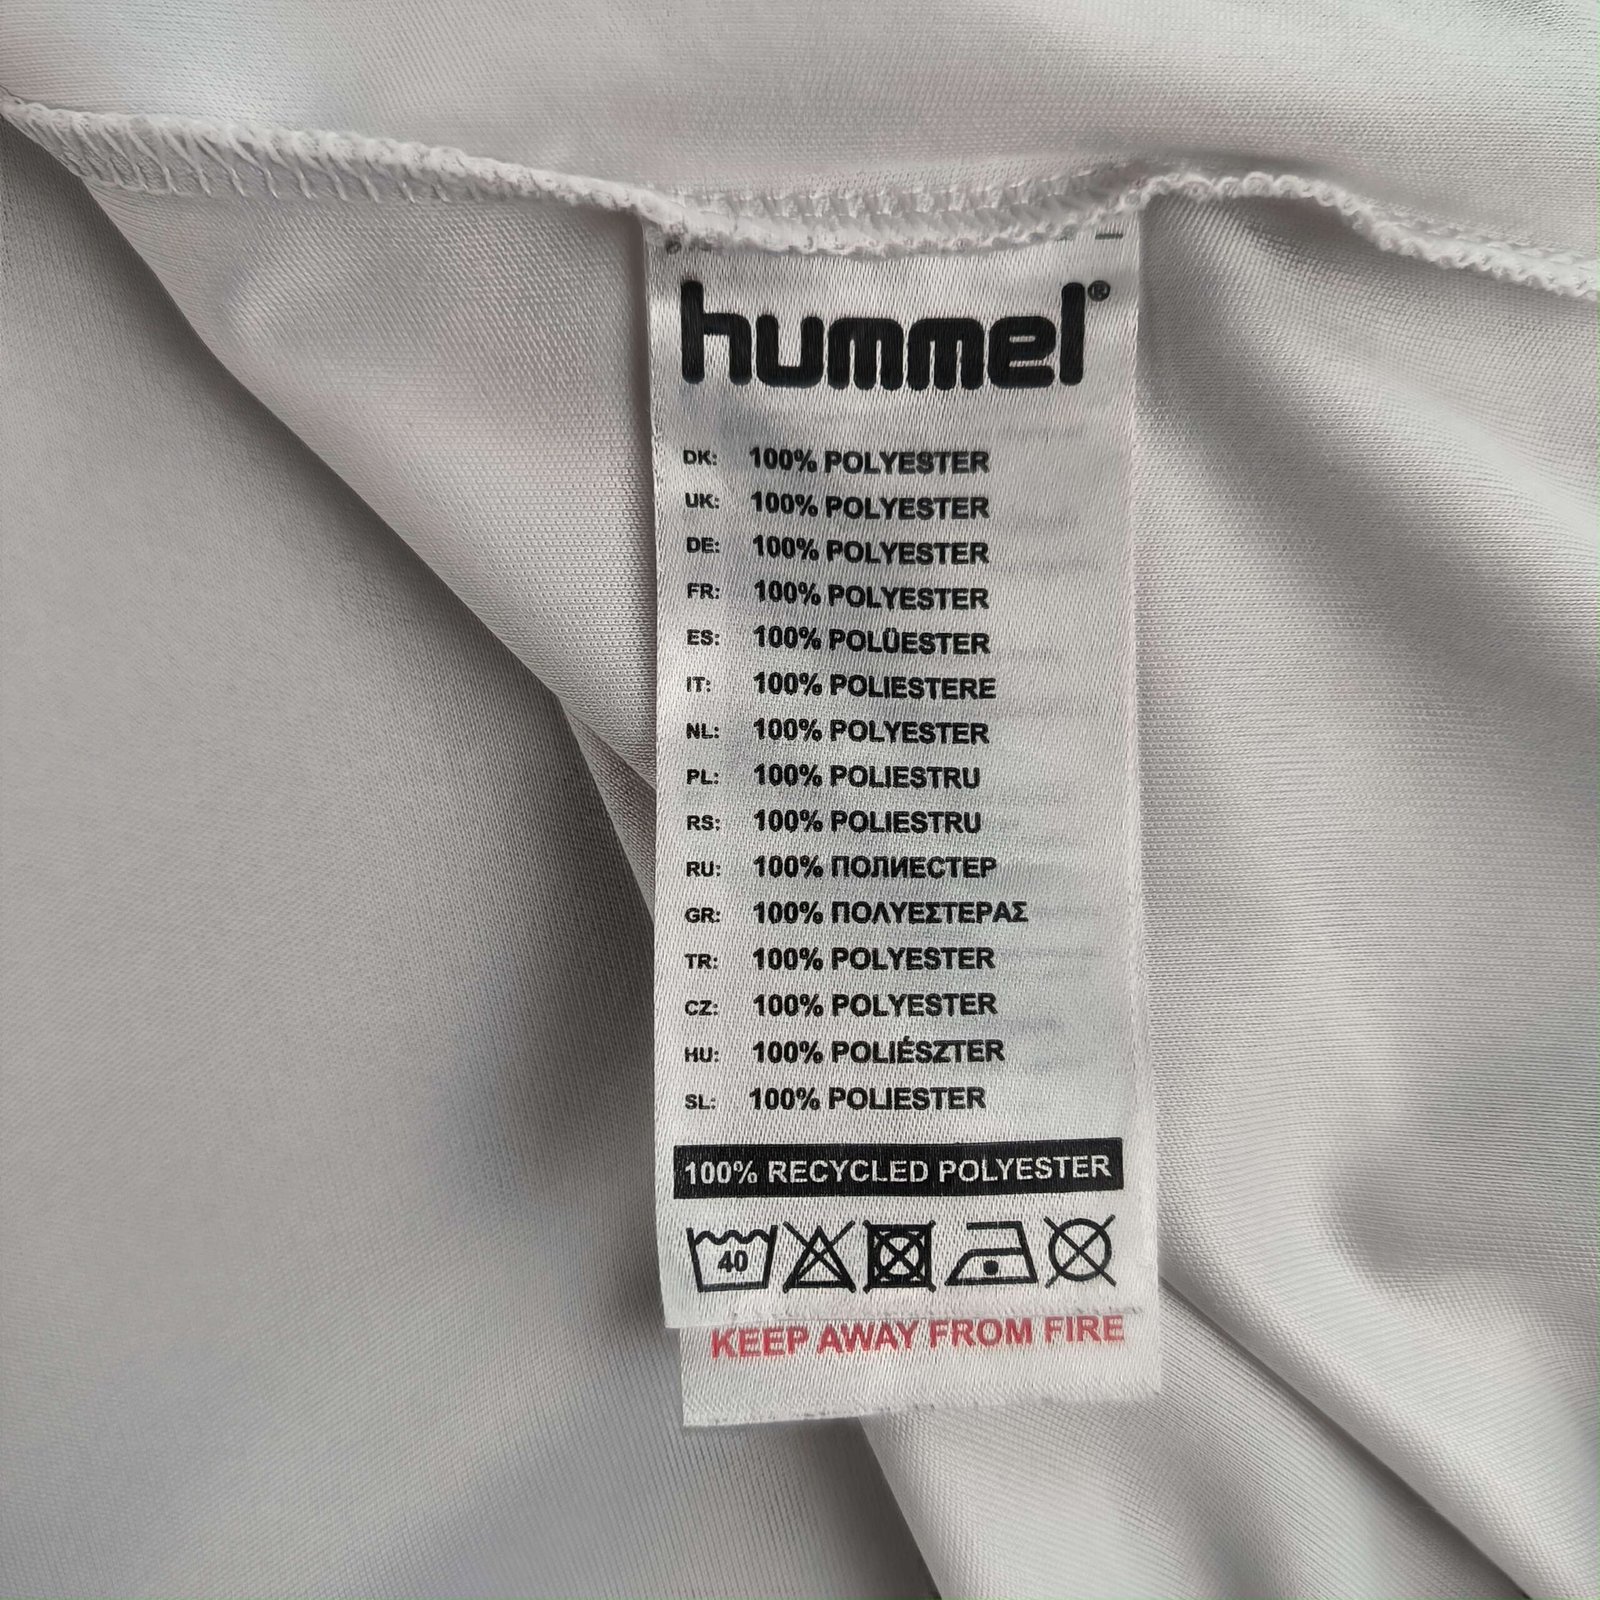 hummel®
DK: 100% POLYESTER
UK: 100% POLYESTER
DE: 100% POLYESTER
FR: 100% POLYESTER
ES: 100% POLÜESTER
IT: 100% POLIESTERE
NL: 100% POLYESTER
PL: 100% POLIESTRU
RS: 100% POLIESTRU
RU: 100% ПОЛИЕСТЕР
GR: 100% ΠΟΛΥΕΣΤΕΡΑΣ
TR: 100% POLYESTER
CZ: 100% POLYESTER
HU: 100% POLIÉSZTER
SL: 100% POLIESTER
100% RECYCLED POLYESTER
40
KEEP AWAY FROM FIRE